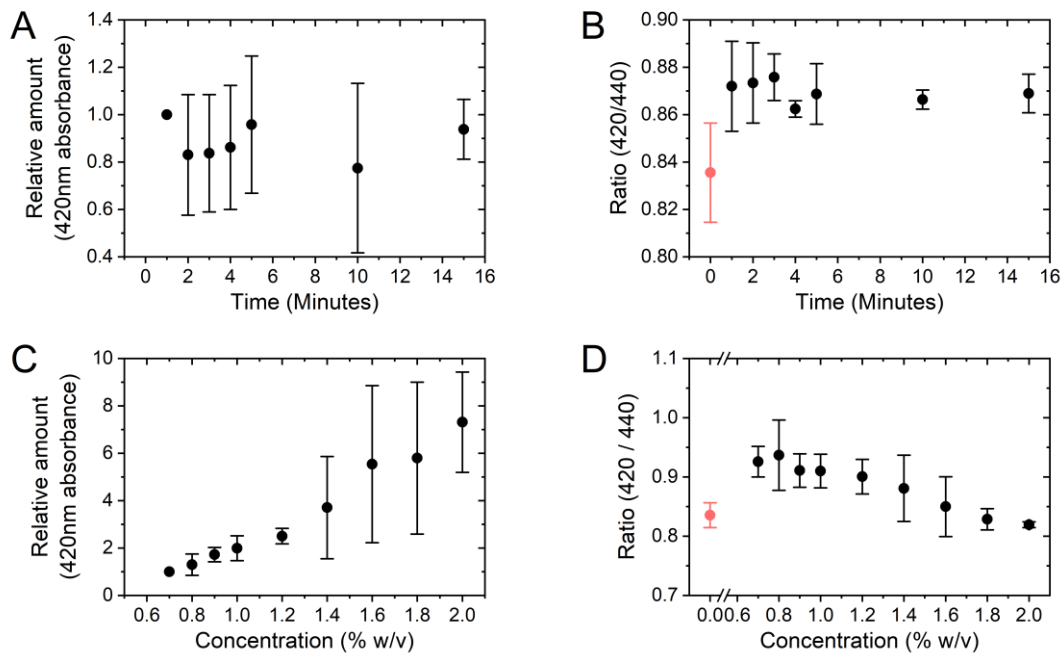 A
Relative amount
(420nm absorbance)
1.4
1.2
1.0
0.8
0.6
0.4
0 2 4 6 8 10 12 14 16
Time (Minutes)
B
Ratio (420/440)
0.90
0.88
0.86
0.84
0.82
0.80
0 2 4 6 8 10 12 14 16
Time (Minutes)
C
Relative amount
(420nm absorbance)
10
8
6
4
2
0
0.6 0.8 1.0 1.2 1.4 1.6 1.8 2.0
Concentration (% w/v)
D
Ratio (420 / 440)
1.1
1.0
0.9
0.8
0.7
0.0 0.6 0.8 1.0 1.2 1.4 1.6 1.8 2.0
Concentration (% w/v)